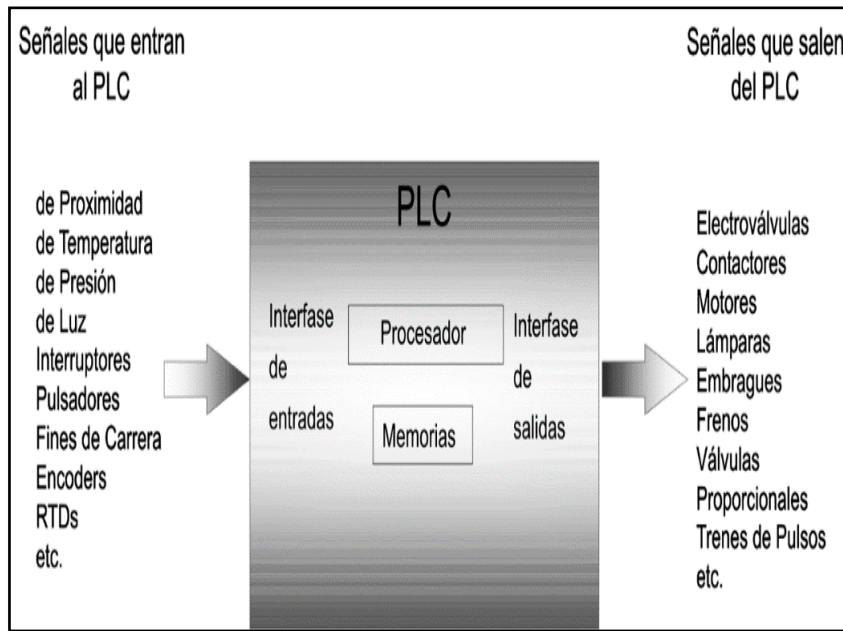 Señales que entran
al PLC
de Proximidad
de Temperatura
de Presión
de Luz
Interruptores
Pulsadores
Fines de Carrera
Encoders
RTDs
etc.
PLC
Interfase
de
entradas
Procesador
Memorias
Interfase
de
salidas
Señales que salen
del PLC
Electroválvulas
Contactores
Motores
Lámparas
Embragues
Frenos
Válvulas
Proporcionales
Trenes de Pulsos
etc.